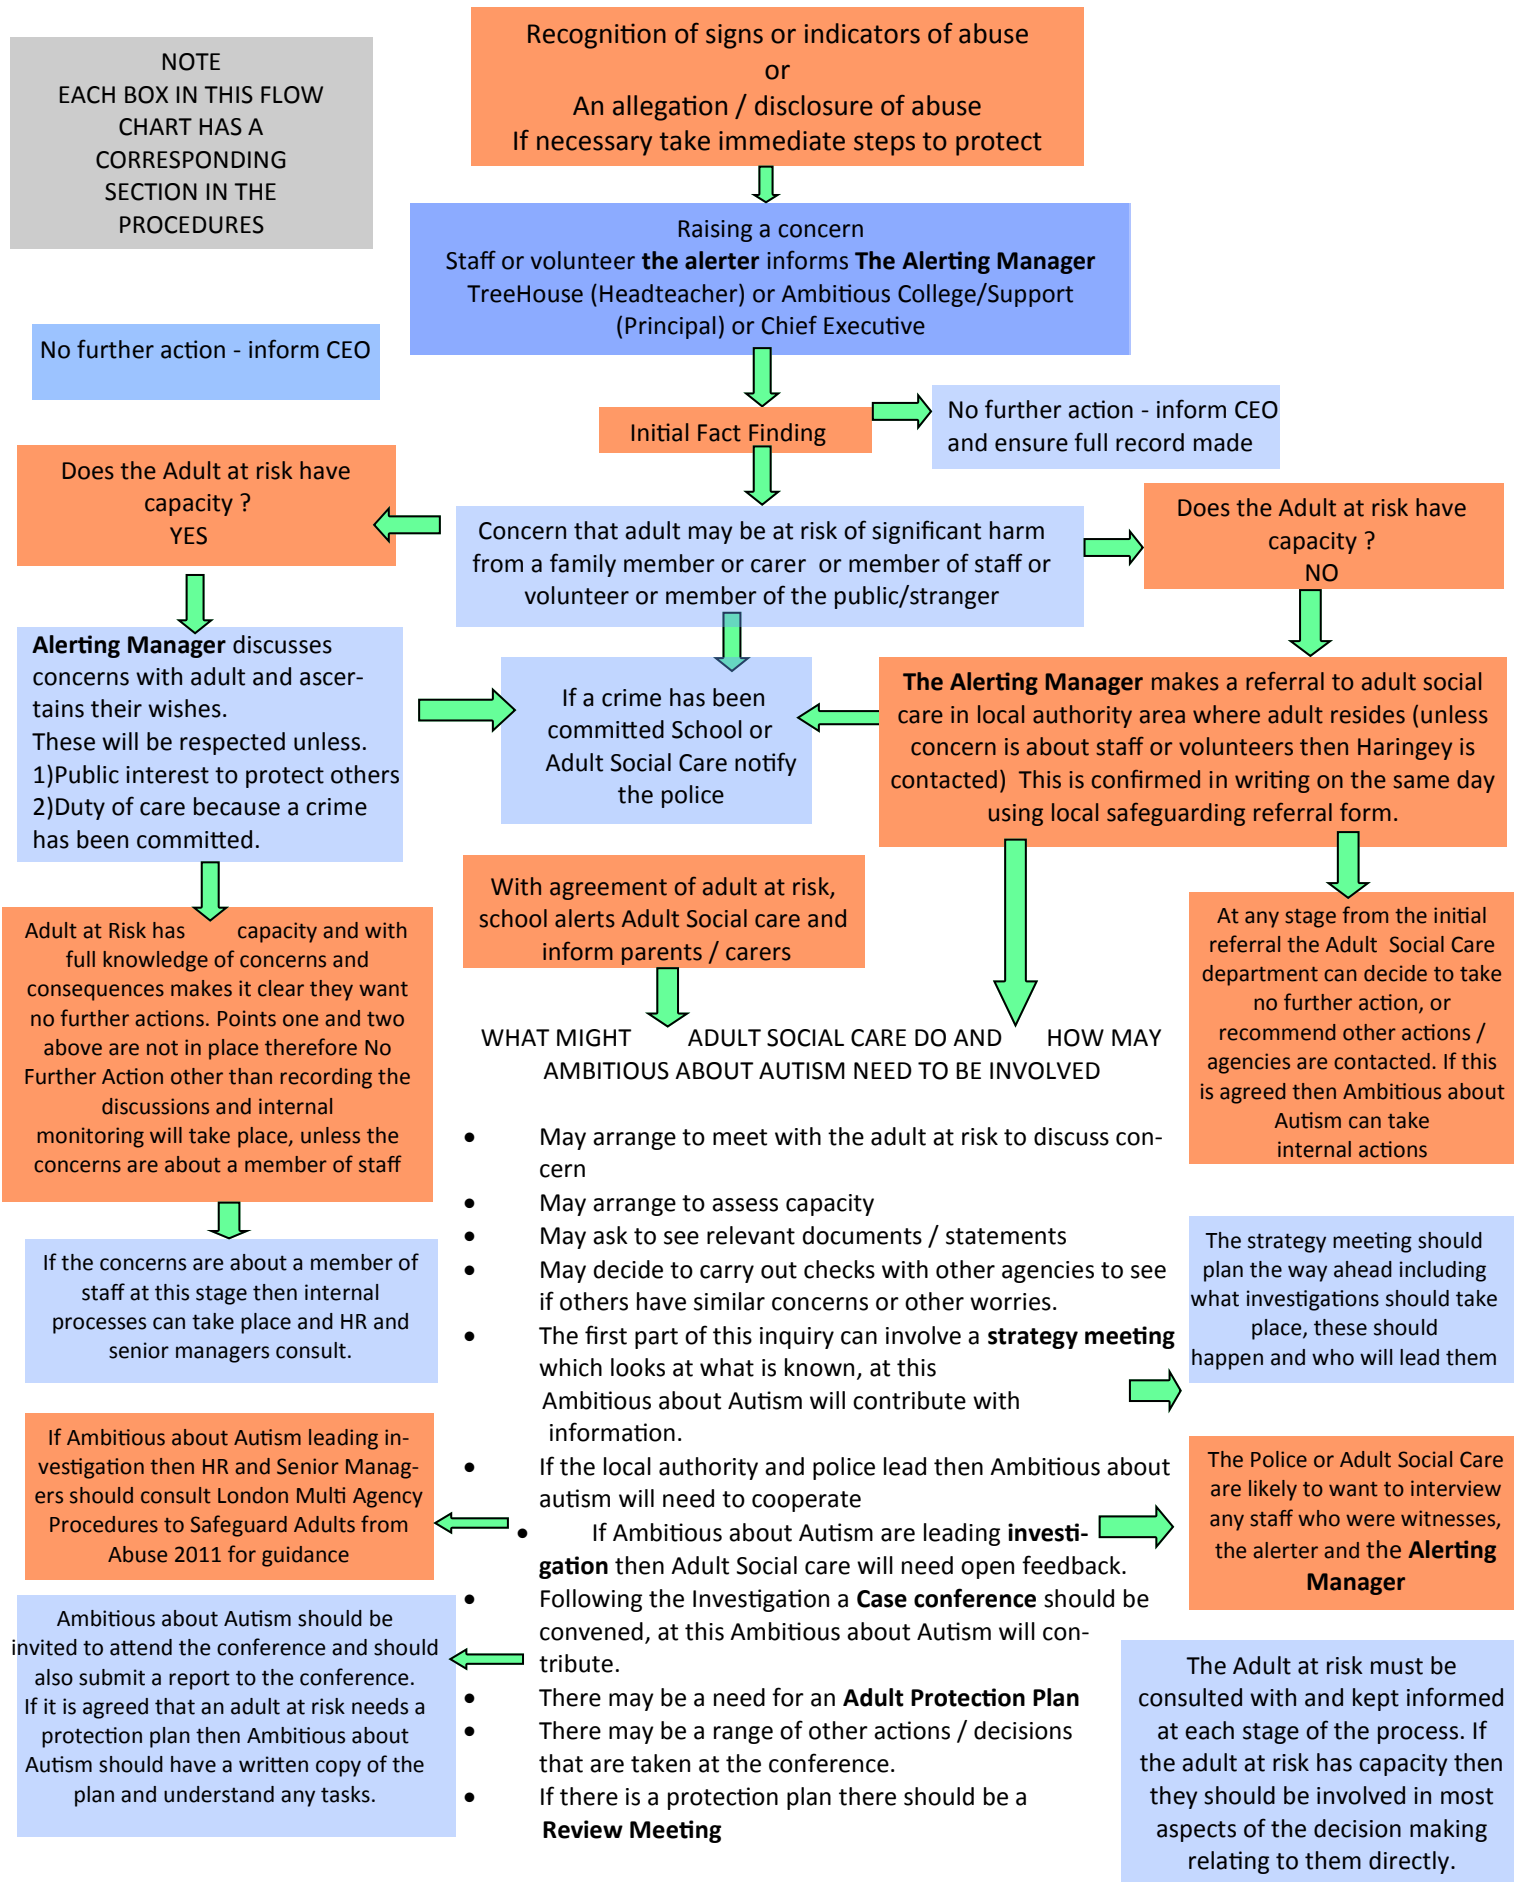 NOTE
EACH BOX IN THIS FLOW
CHART HAS A
CORRESPONDING
SECTION IN THE
PROCEDURES
Recognition of signs or indicators of abuse
or
An allegation / disclosure of abuse
If necessary take immediate steps to protect
Raising a concern
Staff or volunteer the alerter informs The Alerting Manager
TreeHouse (Headteacher) or Ambitious College/Support
(Principal) or Chief Executive
No further action - inform CEO
Initial Fact Finding
No further action - inform CEO
and ensure full record made
Does the Adult at risk have
capacity ?
YES
Concern that adult may be at risk of significant harm
from a family member or carer or member of staff or
volunteer or member of the public/stranger
Does the Adult at risk have
capacity ?
NO
Alerting Manager discusses
concerns with adult and ascer-
tains their wishes.
These will be respected unless.
1)Public interest to protect others
2)Duty of care because a crime
has been committed.
If a crime has been
committed School or
Adult Social Care notify
the police
The Alerting Manager makes a referral to adult social
care in local authority area where adult resides (unless
concern is about staff or volunteers then Haringey is
contacted) This is confirmed in writing on the same day
using local safeguarding referral form.
With agreement of adult at risk,
school alerts Adult Social care and
inform parents / carers
Adult at Risk has capacity and with
full knowledge of concerns and
consequences makes it clear they want
no further actions. Points one and two
above are not in place therefore No
Further Action other than recording the
discussions and internal
monitoring will take place, unless the
concerns are about a member of staff
At any stage from the initial
referral the Adult Social Care
department can decide to take
no further action, or
recommend other actions /
agencies are contacted. If this
is agreed then Ambitious about
Autism can take
internal actions
WHAT MIGHT ADULT SOCIAL CARE DO AND HOW MAY
AMBITIOUS ABOUT AUTISM NEED TO BE INVOLVED
• May arrange to meet with the adult at risk to discuss con-
cern
• May arrange to assess capacity
• May ask to see relevant documents / statements
• May decide to carry out checks with other agencies to see
if others have similar concerns or other worries.
• The first part of this inquiry can involve a strategy meeting
which looks at what is known, at this
Ambitious about Autism will contribute with
information.
• If the local authority and police lead then Ambitious about
autism will need to cooperate
• If Ambitious about Autism are leading investi-
gation then Adult Social care will need open feedback.
• Following the Investigation a Case conference should be
convened, at this Ambitious about Autism will con-
tribute.
• There may be a need for an Adult Protection Plan
• There may be a range of other actions / decisions
that are taken at the conference.
• If there is a protection plan there should be a
Review Meeting
If the concerns are about a member of
staff at this stage then internal
processes can take place and HR and
senior managers consult.
The strategy meeting should
plan the way ahead including
what investigations should take
place, these should
happen and who will lead them
If Ambitious about Autism leading in-
vestigation then HR and Senior Manag-
ers should consult London Multi Agency
Procedures to Safeguard Adults from
Abuse 2011 for guidance
The Police or Adult Social Care
are likely to want to interview
any staff who were witnesses,
the alerter and the Alerting
Manager
Ambitious about Autism should be
invited to attend the conference and should
also submit a report to the conference.
If it is agreed that an adult at risk needs a
protection plan then Ambitious about
Autism should have a written copy of the
plan and understand any tasks.
The Adult at risk must be
consulted with and kept informed
at each stage of the process. If
the adult at risk has capacity then
they should be involved in most
aspects of the decision making
relating to them directly.